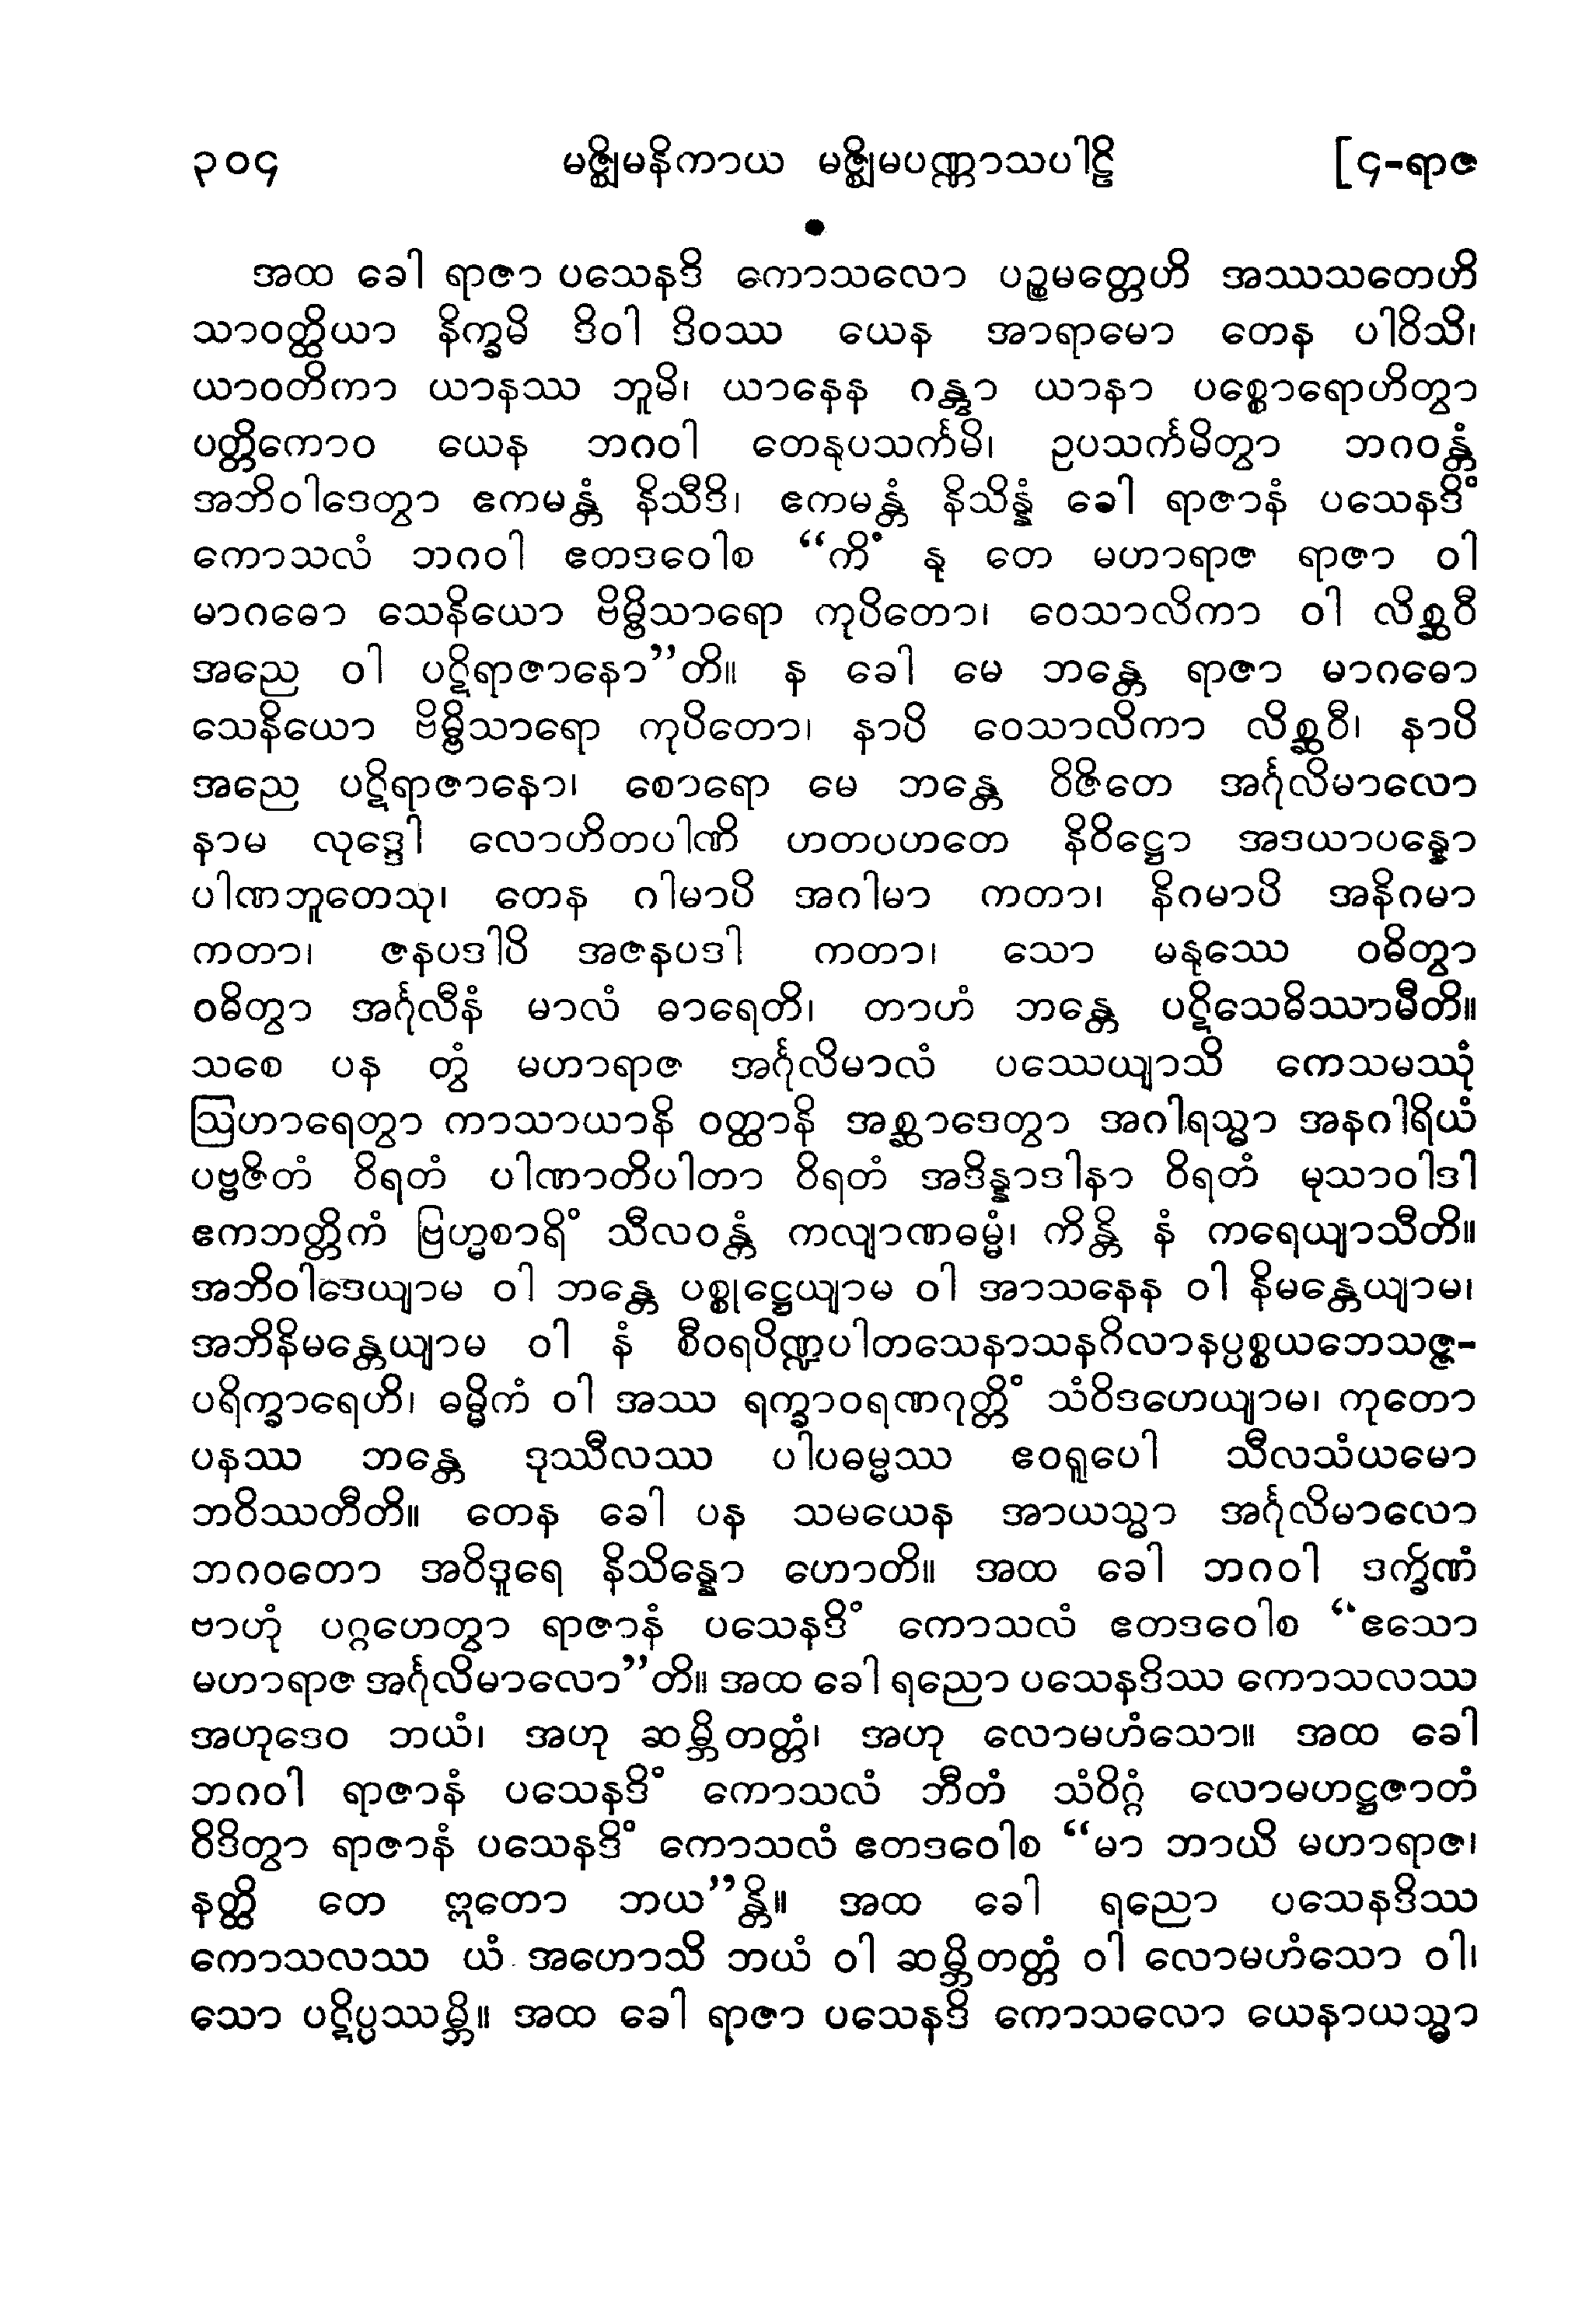 ၃၀၄ မဇ္ဈိမနိကာယ မဇ္ဈိမပဏ္ဏာသပါဠိ [၄-ရာဇ
အထ ခေါ ရာဇာ ပသေနဒိ ကောသလော ပဉ္စမတ္တေဟိ အဿသတေဟိ
သာဝတ္ထိယာ နိက္ခမိ ဒိဝါ ဒိဝဿ ယေန အာရာမော တေန ပါဝိသိ၊
ယာဝတိကာ ယာနဿ ဘူမိ၊ ယာနေန ဂန္တွာ ယာနာ ပစ္စောရောဟိတွာ
ပတ္တိကောဝ ယေန ဘဂဝါ တေနုပသင်္ကမိ၊ ဥပသင်္ကမိတွာ ဘဂဝန္တံ
အဘိဝါဒေတွာ ဧကမန္တံ နိသီဒိ၊ ဧကမန္တံ နိသိန္နံ ခေါ ရာဇာနံ ပသေနဒိံ
ကောသလံ ဘဂဝါ ဧတဒဝေါစ “ကိံ နု တေ မဟာရာဇ ရာဇာ ဝါ
မာဂဓော သေနိယော ဗိမ္ဗိသာရော ကုပိတော၊ ဝေသာလိကာ ဝါ လိစ္ဆဝီ
အညေ ဝါ ပဋိရာဇာနော”တိ။ န ခေါ မေ ဘန္တေ ရာဇာ မာဂဓော
သေနိယော ဗိမ္ဗိသာရော ကုပိတော၊ နာပိ ဝေသာလိကာ လိစ္ဆဝီ၊ နာပိ
အညေ ပဋိရာဇာနော၊ စောရော မေ ဘန္တေ ဝိဇိတေ အင်္ဂုလိမာလော
နာမ လုဒ္ဒေါ လောဟိတပါဏိ ဟတပဟတေ နိဝိဋ္ဌော အဒယာပန္နော
ပါဏဘူတေသု၊ တေန ဂါမာပိ အဂါမာ ကတာ၊ နိဂမာပိ အနိဂမာ
ကတာ၊ ဇနပဒါပိ အဇနပဒါ ကတာ၊ သော မနုဿေ ဝဓိတွာ
ဝဓိတွာ အင်္ဂုလီနံ မာလံ ဓာရေတိ၊ တာဟံ ဘန္တေ ပဋိသေဓိဿာမီတိ။
သစေ ပန တွံ မဟာရာဇ အင်္ဂုလိမာလံ ပဿေယျာသိ ကေသမဿုံ
ဩဟာရေတွာ ကာသာယာနိ ဝတ္ထာနိ အစ္ဆာဒေတွာ အဂါရသ္မာ အနဂါရိယံ
ပဗ္ဗဇိတံ ဝိရတံ ပါဏာတိပါတာ ဝိရတံ အဒိန္နာဒါနာ ဝိရတံ မုသာဝါဒါ
ဧကဘတ္တိကံ ဗြဟ္မစာရိံ သီလဝန္တံ ကလျာဏဓမ္မံ၊ ကိန္တိ နံ ကရေယျာသီတိ။
အဘိဝါဒေယျာမ ဝါ ဘန္တေ ပစ္စုဋ္ဌေယျာမ ဝါ အာသနေန ဝါ နိမန္တေယျာမ၊
အဘိနိမန္တေယျာမ ဝါ နံ စီဝရပိဏ္ဍပါတသေနာသနဂိလာနပ္ပစ္စယဘေသဇ္ဇ-
ပရိက္ခာရေဟိ၊ ဓမ္မိကံ ဝါ အဿ ရက္ခာဝရဏဂုတ္တိံ သံဝိဒဟေယျာမ၊ ကုတော
ပနဿ ဘန္တေ ဒုဿီလဿ ပါပဓမ္မဿ ဧဝရူပေါ သီလသံယမော
ဘဝိဿတီတိ။ တေန ခေါ ပန သမယေန အာယသ္မာ အင်္ဂုလိမာလော
ဘဂဝတော အဝိဒူရေ နိသိန္နော ဟောတိ။ အထ ခေါ ဘဂဝါ ဒက္ခိဏံ
ဗာဟုံ ပဂ္ဂဟေတွာ ရာဇာနံ ပသေနဒိံ ကောသလံ ဧတဒဝေါစ “ဧသော
မဟာရာဇ အင်္ဂုလိမာလော”တိ။ အထ ခေါ ရညော ပသေနဒိဿ ကောသလဿ
အဟုဒေဝ ဘယံ၊ အဟု ဆမ္ဘိတတ္တံ၊ အဟု လောမဟံသော။ အထ ခေါ
ဘဂဝါ ရာဇာနံ ပသေနဒိံ ကောသလံ ဘီတံ သံဝိဂ္ဂံ လောမဟဋ္ဌဇာတံ
ဝိဒိတွာ ရာဇာနံ ပသေနဒိံ ကောသလံ ဧတဒဝေါစ “မာ ဘာယိ မဟာရာဇ၊
နတ္ထိ တေ ဣတော ဘယ”န္တိ။ အထ ခေါ ရညော ပသေနဒိဿ
ကောသလဿ ယံ အဟောသိ ဘယံ ဝါ ဆမ္ဘိတတ္တံ ဝါ လောမဟံသော ဝါ၊
သော ပဋိပ္ပဿမ္ဘိ။ အထ ခေါ ရာဇာ ပသေနဒိ ကောသလော ယေနာယသ္မာ